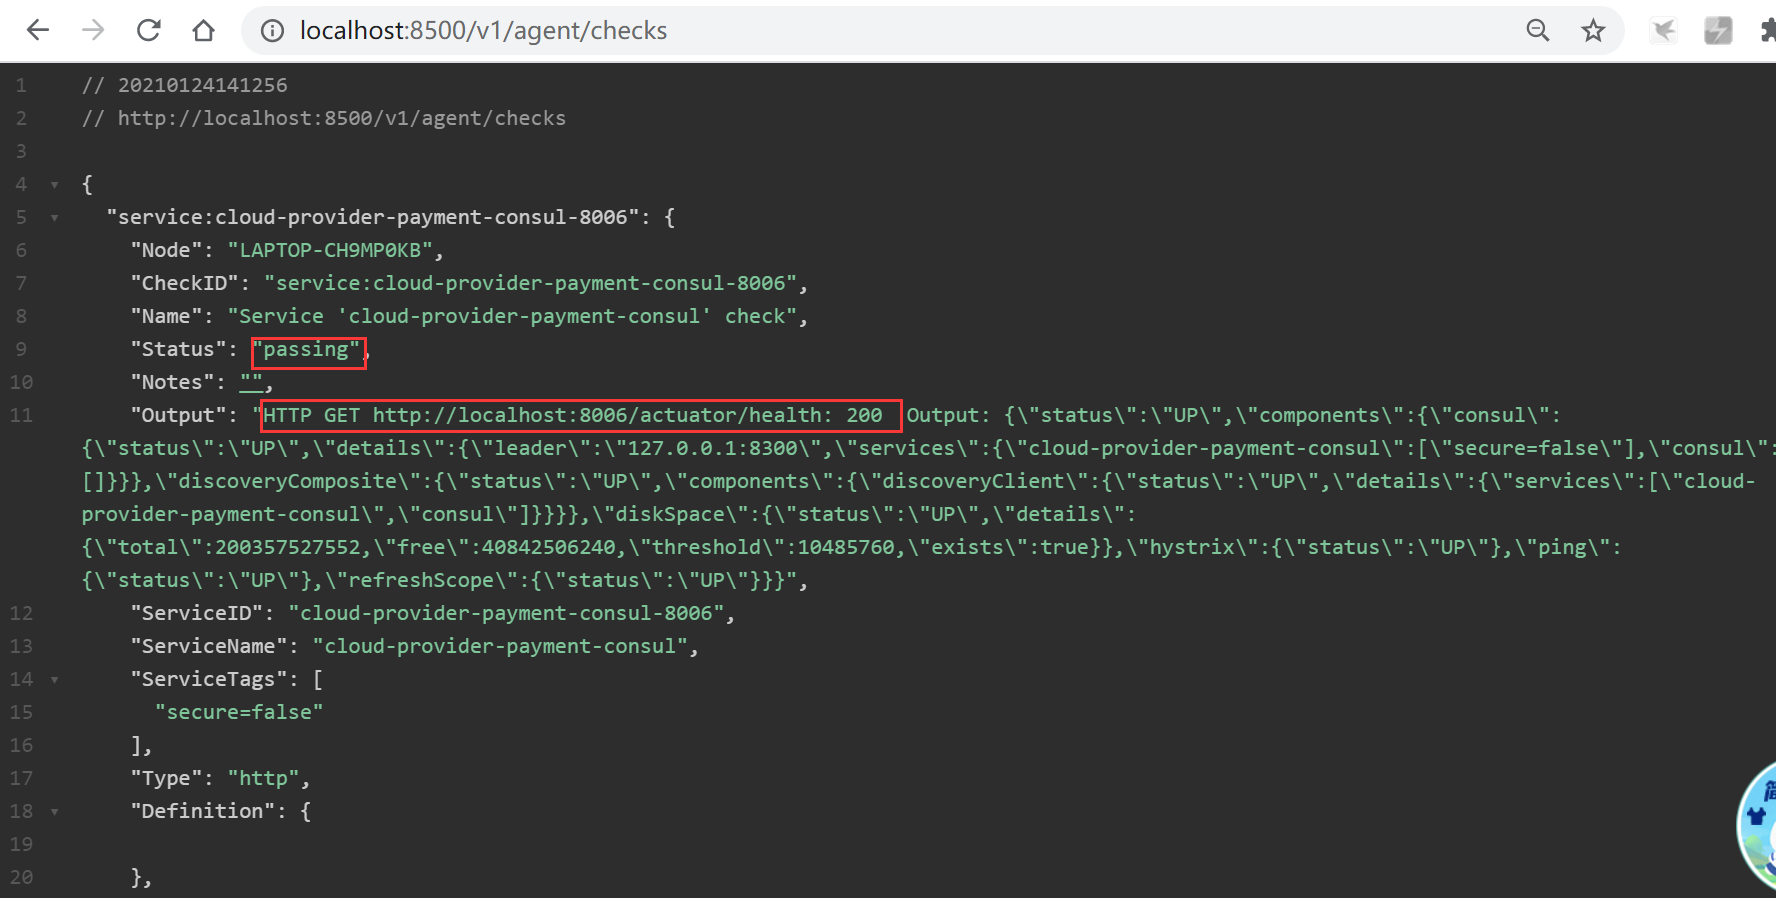 localhost:8500/v1/agent/checks
1 // 20210124141256
2 // http://localhost:8500/v1/agent/checks
3
4 {
5 "service:cloud-provider-payment-consul-8006": {
6 "Node": "LAPTOP-CH9MP0KB",
7 "CheckID": "service:cloud-provider-payment-consul-8006",
8 "Name": "Service 'cloud-provider-payment-consul' check",
9 "Status": "passing",
10 "Notes": "",
11 "Output": "HTTP GET http://localhost:8006/actuator/health: 200 Output: {\"status\":\"UP\",\"components\":{\"consul\":
{\"status\":\"UP\",\"details\":{\"leader\":\"127.0.0.1:8300\",\"services\":{\"cloud-provider-payment-consul\":[\"secure=false\"],\"consul\":
[]}}},\"discoveryComposite\":{\"status\":\"UP\",\"components\":{\"discoveryClient\":{\"status\":\"UP\",\"details\":{\"services\":[\"cloud-
provider-payment-consul\",\"consul\"]}}}},\"diskSpace\":{\"status\":\"UP\",\"details\":
{\"total\":200357527552,\"free\":40842506240,\"threshold\":10485760,\"exists\":true}},\"hystrix\":{\"status\":\"UP\"},\"ping\":
{\"status\":\"UP\"},\"refreshScope\":{\"status\":\"UP\"}}}",
12 "ServiceID": "cloud-provider-payment-consul-8006",
13 "ServiceName": "cloud-provider-payment-consul",
14 "ServiceTags": [
15 "secure=false"
16 ],
17 "Type": "http",
18 "Definition": {
19
20 },